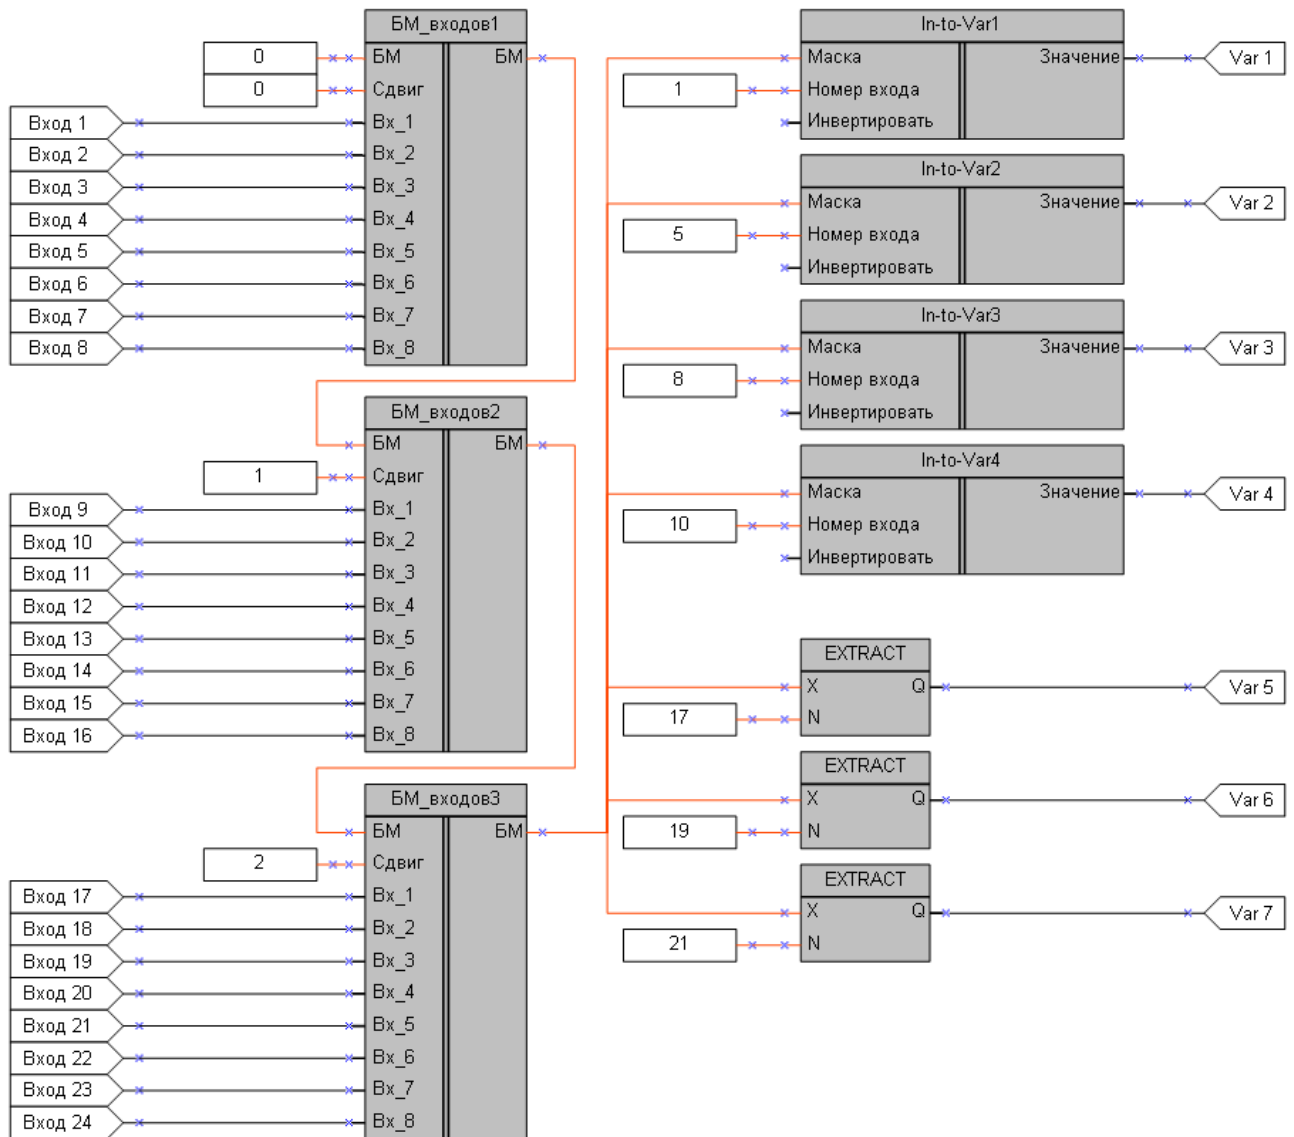 БМ_входов1
0
БМ
БМ
0
Сдвиг
Вход 1
Вх_1
Вход 2
Вх_2
Вход 3
Вх_3
Вход 4
Вх_4
Вход 5
Вх_5
Вход 6
Вх_6
Вход 7
Вх_7
Вход 8
Вх_8
БМ_входов2
БМ
БМ
1
Сдвиг
Вход 9
Вх_1
Вход 10
Вх_2
Вход 11
Вх_3
Вход 12
Вх_4
Вход 13
Вх_5
Вход 14
Вх_6
Вход 15
Вх_7
Вход 16
Вх_8
БМ_входов3
БМ
БМ
2
Сдвиг
Вход 17
Вх_1
Вход 18
Вх_2
Вход 19
Вх_3
Вход 20
Вх_4
Вход 21
Вх_5
Вход 22
Вх_6
Вход 23
Вх_7
Вход 24
Вх_8
In-to-Var1
Маска
Значение
Var 1
1
Номер входа
Инвертировать
In-to-Var2
Маска
Значение
Var 2
5
Номер входа
Инвертировать
In-to-Var3
Маска
Значение
Var 3
8
Номер входа
Инвертировать
In-to-Var4
Маска
Значение
Var 4
10
Номер входа
Инвертировать
EXTRACT
X
Q
Var 5
17
N
EXTRACT
X
Q
Var 6
19
N
EXTRACT
X
Q
Var 7
21
N